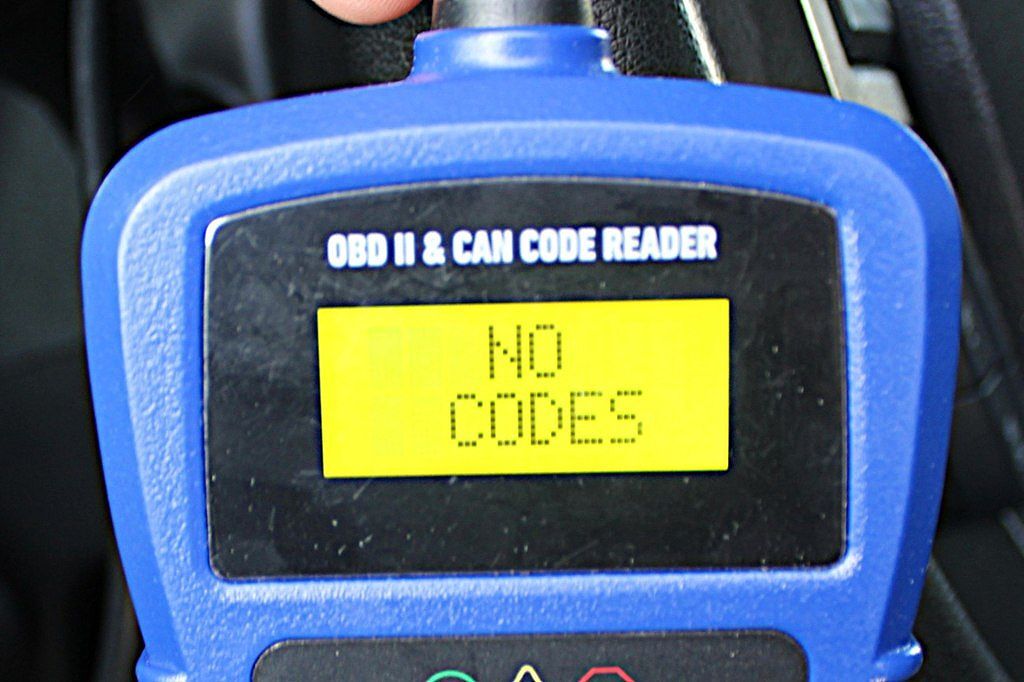 OBD II & CAN CODE READER
NO
CODES